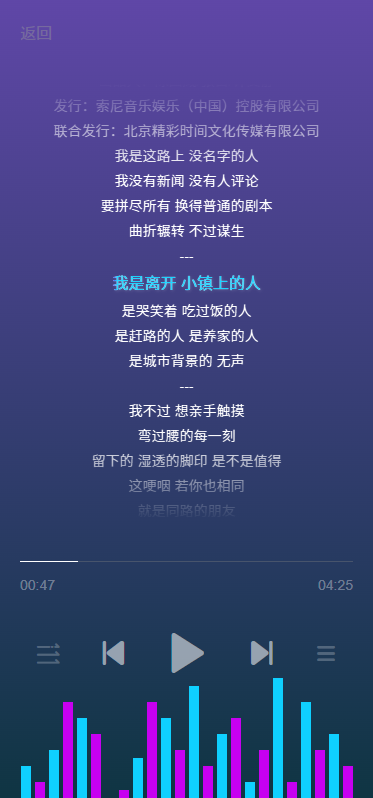 返回
发行：索尼音乐娱乐（中国）控股有限公司
联合发行：北京精彩时间文化传媒有限公司
我是这路上 没名字的人
我没有新闻 没有人评论
要拼尽所有 换得普通的剧本
曲折辗转 不过谋生
---
我是离开 小镇上的人
是哭笑着 吃过饭的人
是赶路的人 是养家的人
是城市背景的 无声
---
我不过 想亲手触摸
弯过腰的每一刻
留下的 湿透的脚印 是不是值得
这哽咽 若你也相同
就是同路的朋友
00:47 04:25